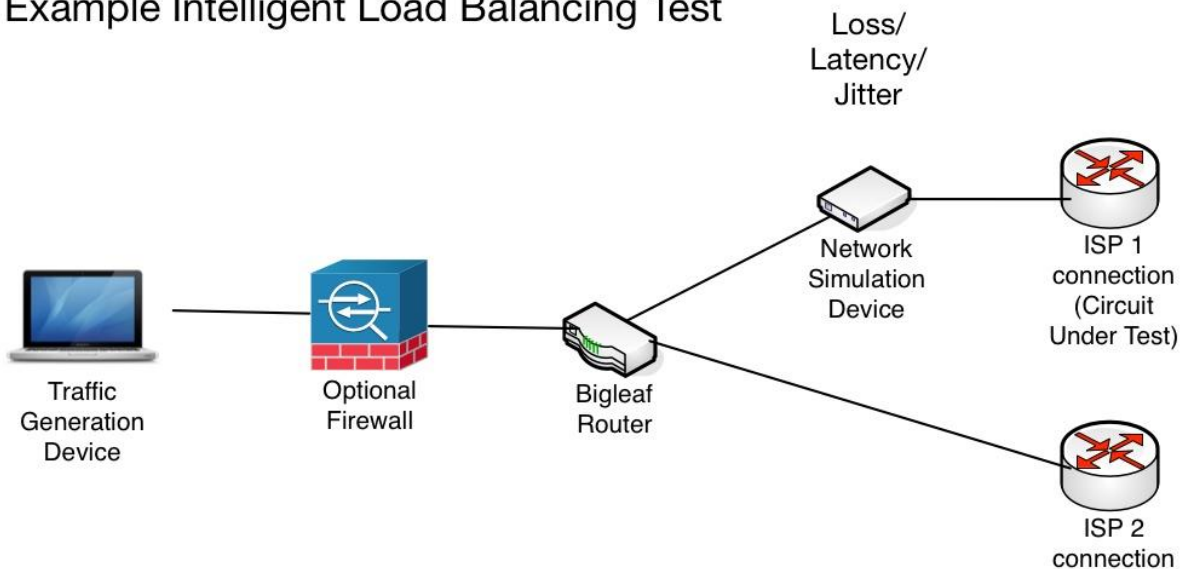 Example Intelligent Load Balancing Test
Loss/
Latency/
Jitter
Network
Simulation
Device
ISP 1
connection
(Circuit
Under Test)
Traffic
Generation
Device
Optional
Firewall
Bigleaf
Router
ISP 2
connection